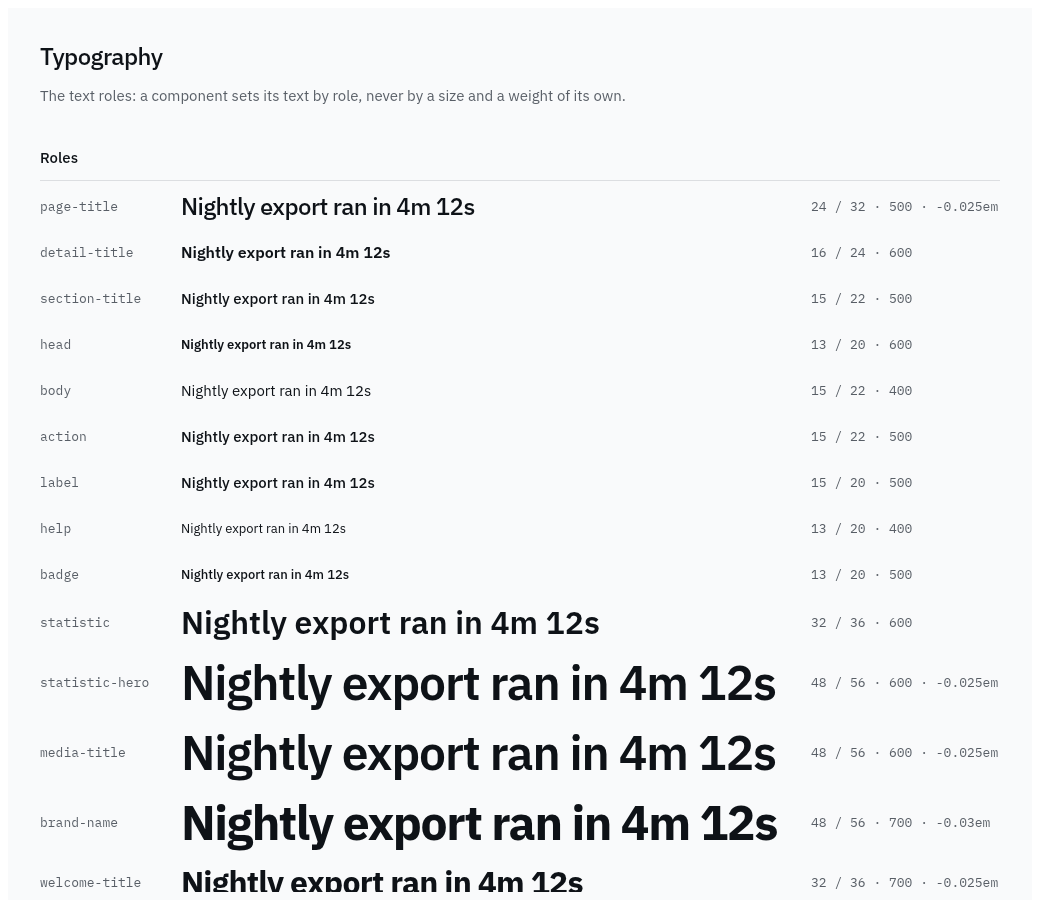 Typography
The text roles: a component sets its text by role, never by a size and a weight of its own.
Roles
page-title Nightly export ran in 4m 12s 24 / 32 · 500 · -0.025em
detail-title Nightly export ran in 4m 12s 16 / 24 · 600
section-title Nightly export ran in 4m 12s 15 / 22 · 500
head Nightly export ran in 4m 12s 13 / 20 · 600
body Nightly export ran in 4m 12s 15 / 22 · 400
action Nightly export ran in 4m 12s 15 / 22 · 500
label Nightly export ran in 4m 12s 15 / 20 · 500
help Nightly export ran in 4m 12s 13 / 20 · 400
badge Nightly export ran in 4m 12s 13 / 20 · 500
statistic Nightly export ran in 4m 12s 32 / 36 · 600
statistic-hero Nightly export ran in 4m 12s 48 / 56 · 600 · -0.025em
media-title Nightly export ran in 4m 12s 48 / 56 · 600 · -0.025em
brand-name Nightly export ran in 4m 12s 48 / 56 · 700 · -0.03em
welcome-title Nightly export ran in 4m 12s 32 / 36 · 700 · -0.025em